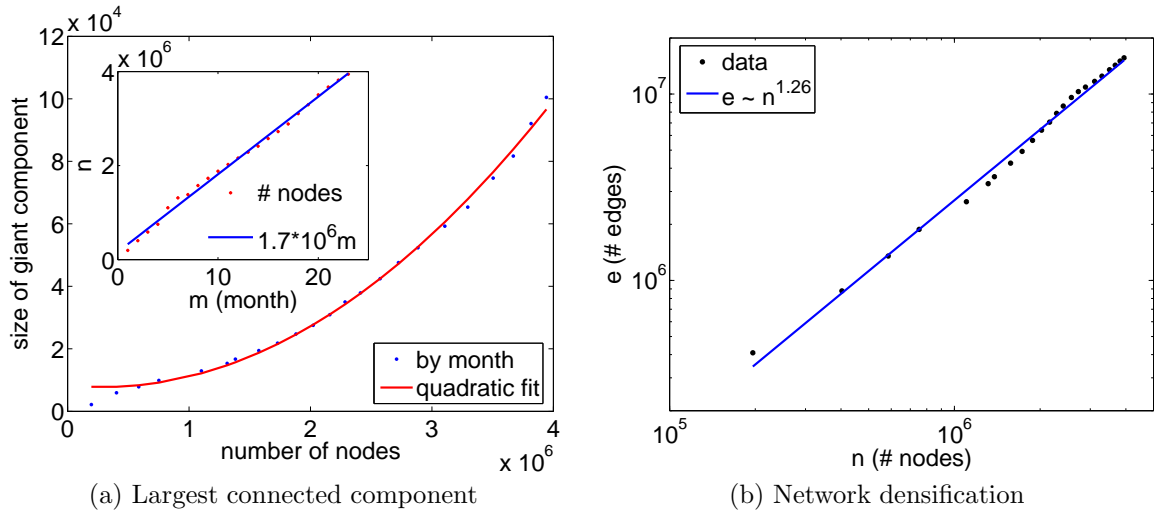 x 10^4
12
10
8
6
4
2
0
size of giant component
0
1
2
3
4
number of nodes
x 10^6
by month
quadratic fit
x 10^6
4
2
0
n
0
10
20
m (month)
# nodes
1.7*10^6m
(a) Largest connected component
data
e ~ n^1.26
10^7
10^6
e (# edges)
10^5
10^6
n (# nodes)
(b) Network densification